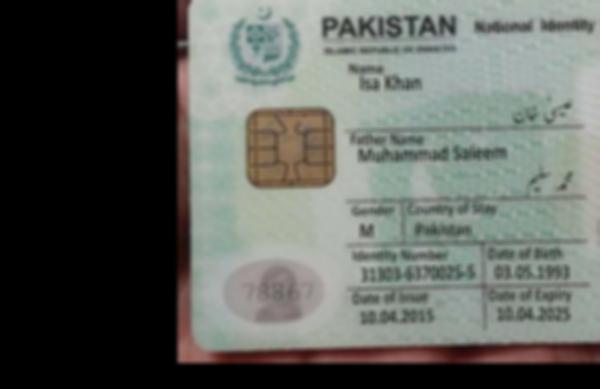 PAKISTAN National Identity
ISLAMIC REPUBLIC OF PAKISTAN
Name
Isa Khan
عیسیٰ خان
Father Name
Muhammad Saleem
محمد سلیم
Gender Country of Stay
M Pakistan
Identity Number Date of Birth
31303-6370025-5 03.05.1993
78867
Date of Issue Date of Expiry
10.04.2015 10.04.2025